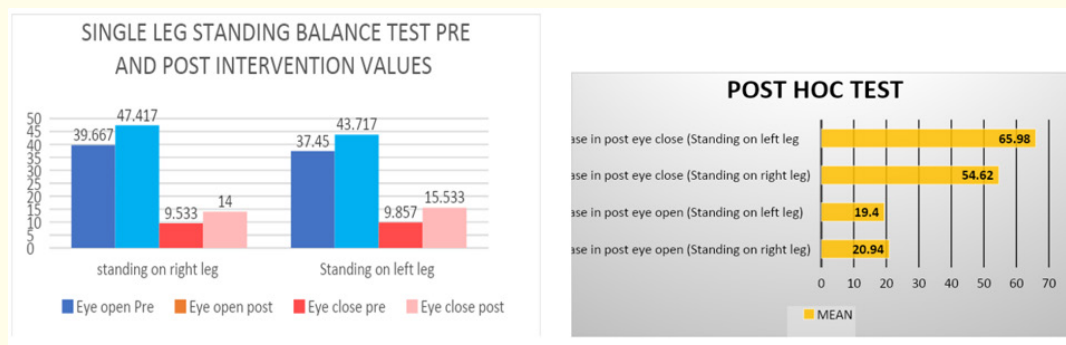 SINGLE LEG STANDING BALANCE TEST PRE
AND POST INTERVENTION VALUES
50
45
40
35
30
25
20
15
10
5
0
39.667
47.417
9.533
14
37.45
43.717
9.857
15.533
standing on right leg
Standing on left leg
Eye open Pre
Eye open post
Eye close pre
Eye close post
POST HOC TEST
ase in post eye close (Standing on left leg
65.98
ase in post eye close (Standing on right leg)
54.62
ase in post eye open (Standing on left leg)
19.4
ase in post eye open (Standing on right leg)
20.94
0 10 20 30 40 50 60 70
MEAN